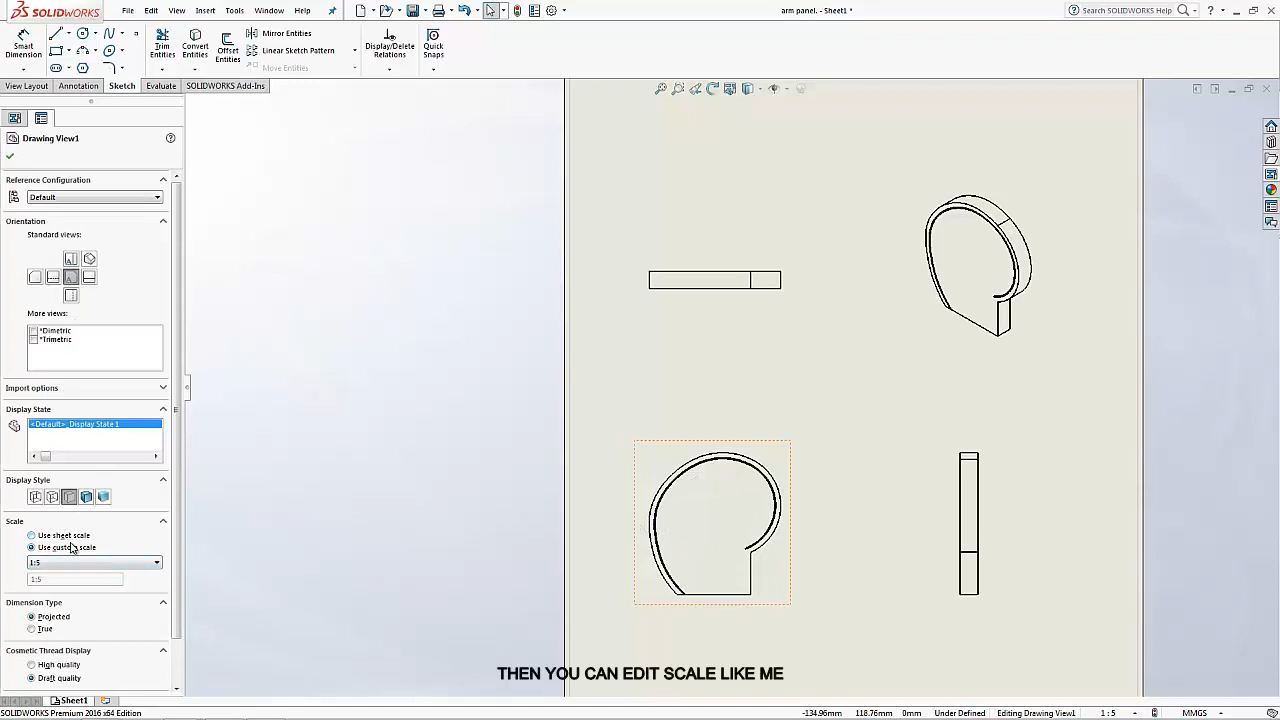 SOLIDWORKS File Edit View Insert Tools Window Help arm panel. - Sheet1 * Search SOLIDWORKS Help
Smart Dimension
Trim Entities
Convert Entities
Offset Entities
Mirror Entities
Linear Sketch Pattern
Move Entities
Display/Delete Relations
Quick Snaps
View Layout Annotation Sketch Evaluate SOLIDWORKS Add-Ins
Drawing View1
Reference Configuration
Default
Orientation
Standard views:
More views:
*Dimetric
*Trimetric
Import options
Display State
<Default>_Display State 1
Display Style
Scale
Use sheet scale
Use custom scale
1:5
1:5
Dimension Type
Projected
True
Cosmetic Thread Display
High quality
Draft quality
THEN YOU CAN EDIT SCALE LIKE ME
Sheet1
SOLIDWORKS Premium 2016 x64 Edition -134.96mm 118.76mm 0mm Under Defined Editing Drawing View1 1 : 5 MMGS